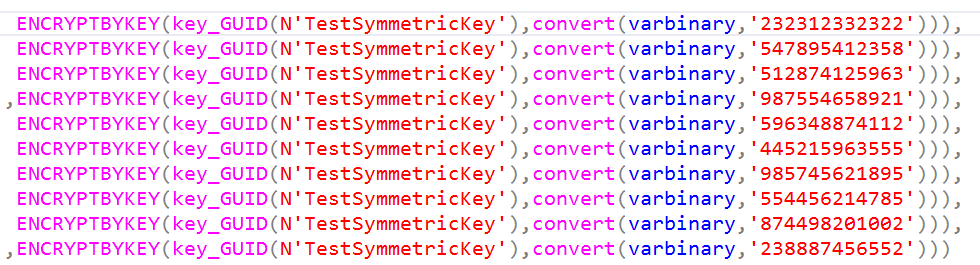 ENCRYPTBYKEY(key_GUID(N'TestSymmetricKey'),convert(varbinary,'232312332322'))),
ENCRYPTBYKEY(key_GUID(N'TestSymmetricKey'),convert(varbinary,'547895412358'))),
ENCRYPTBYKEY(key_GUID(N'TestSymmetricKey'),convert(varbinary,'512874125963'))),
,ENCRYPTBYKEY(key_GUID(N'TestSymmetricKey'),convert(varbinary,'987554658921'))),
ENCRYPTBYKEY(key_GUID(N'TestSymmetricKey'),convert(varbinary,'596348874112'))),
ENCRYPTBYKEY(key_GUID(N'TestSymmetricKey'),convert(varbinary,'445215963555'))),
ENCRYPTBYKEY(key_GUID(N'TestSymmetricKey'),convert(varbinary,'985745621895'))),
ENCRYPTBYKEY(key_GUID(N'TestSymmetricKey'),convert(varbinary,'554456214785'))),
ENCRYPTBYKEY(key_GUID(N'TestSymmetricKey'),convert(varbinary,'874498201002'))),
,ENCRYPTBYKEY(key_GUID(N'TestSymmetricKey'),convert(varbinary,'238887456552')))